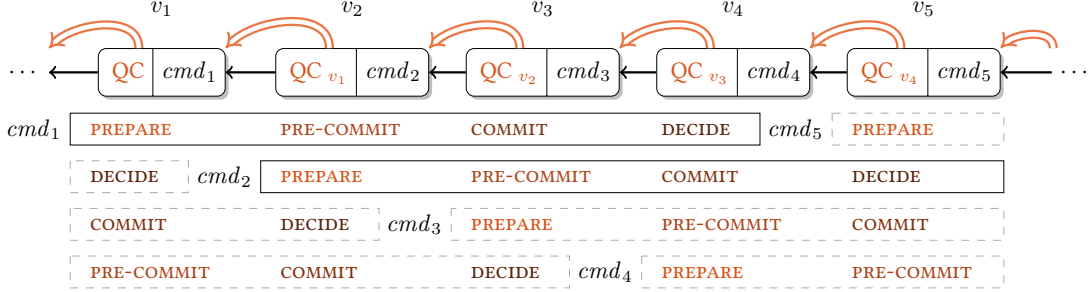 v1 v2 v3 v4 v5
··· QC cmd1 QC v1 cmd2 QC v2 cmd3 QC v3 cmd4 QC v4 cmd5 ···
cmd1 PREPARE PRE-COMMIT COMMIT DECIDE cmd5 PREPARE
DECIDE cmd2 PREPARE PRE-COMMIT COMMIT DECIDE
COMMIT DECIDE cmd3 PREPARE PRE-COMMIT COMMIT
PRE-COMMIT COMMIT DECIDE cmd4 PREPARE PRE-COMMIT